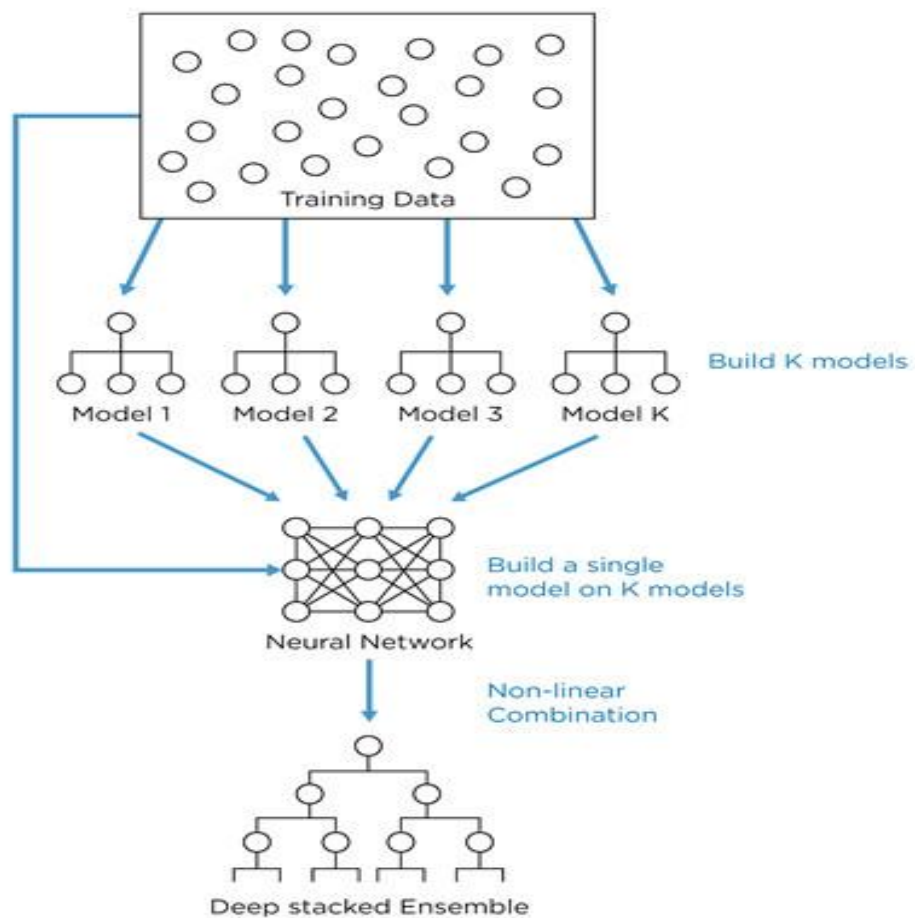 Training Data
Build K models
Model 1
Model 2
Model 3
Model K
Build a single
model on K models
Neural Network
Non-linear
Combination
Deep stacked Ensemble